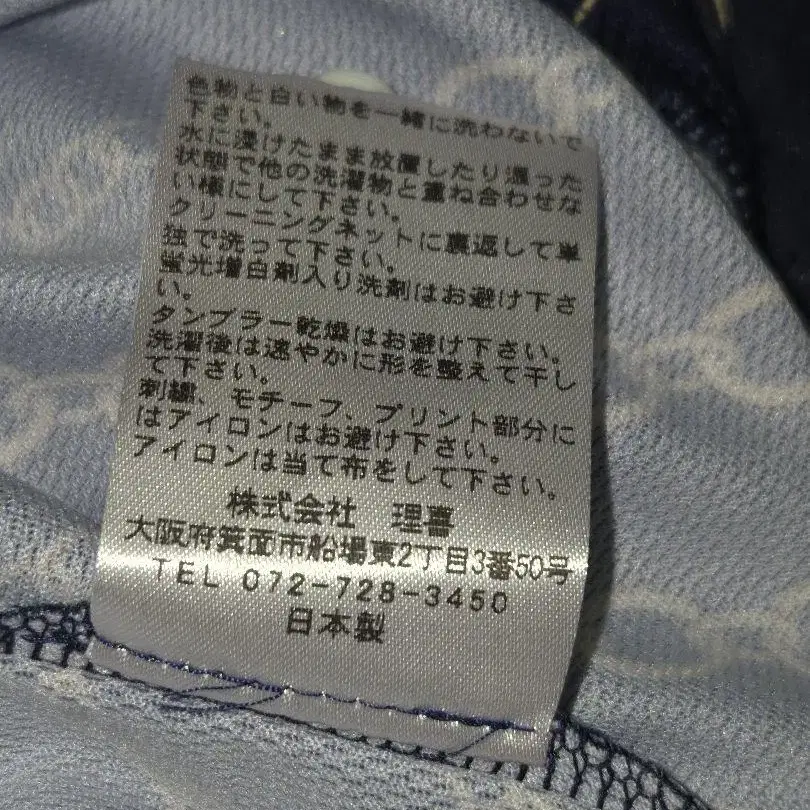 色物と白い物を一緒に洗わないで
下さい。
水に浸けたまま放置したり湿った
状態で他の洗濯物と重ね合わせな
い様にして下さい。
クリーニングネットに裏返して単
独で洗って下さい。
蛍光増白剤入り洗剤はお避け下さ
い。
タンブラー乾燥はお避け下さい。
洗濯後は速やかに形を整えて干し
て下さい。
刺繍、モチーフ、プリント部分に
はアイロンはお避け下さい。
アイロンは当て布をして下さい。
株式会社 理喜
大阪府箕面市船場東2丁目3番50号
TEL 072-728-3450
日本製